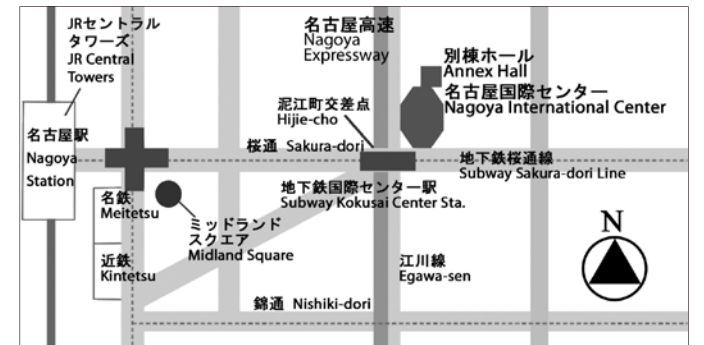 JRセントラル
タワーズ
JR Central
Towers
名古屋高速
Nagoya
Expressway
別棟ホール
Annex Hall
名古屋国際センター
Nagoya International Center
泥江町交差点
Hijie-cho
名古屋駅
Nagoya
Station
桜通 Sakura-dori
地下鉄桜通線
Subway Sakura-dori Line
地下鉄国際センター駅
Subway Kokusai Center Sta.
名鉄
Meitetsu
ミッドランド
スクエア
Midland Square
近鉄
Kintetsu
江川線
Egawa-sen
N
錦通 Nishiki-dori